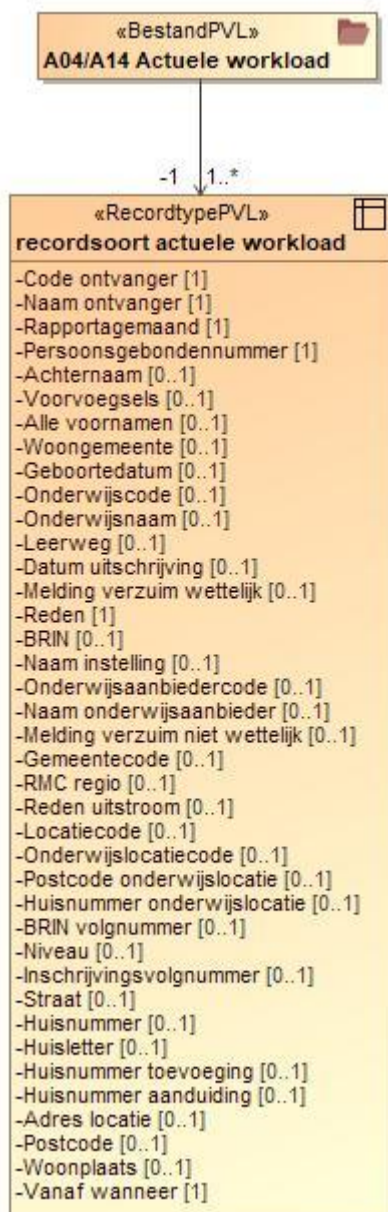 «BestandPVL»
A04/A14 Actuele workload
-1 1..*
«RecordtypePVL»
recordsoort actuele workload
-Code ontvanger [1]
-Naam ontvanger [1]
-Rapportagemaand [1]
-Persoonsgebondennummer [1]
-Achternaam [0..1]
-Voorvoegsels [0..1]
-Alle voornamen [0..1]
-Woongemeente [0..1]
-Geboortedatum [0..1]
-Onderwijscode [0..1]
-Onderwijsnaam [0..1]
-Leerweg [0..1]
-Datum uitschrijving [0..1]
-Melding verzuim wettelijk [0..1]
-Reden [1]
-BRIN [0..1]
-Naam instelling [0..1]
-Onderwijsaanbiedercode [0..1]
-Naam onderwijsaanbieder [0..1]
-Melding verzuim niet wettelijk [0..1]
-Gemeentecode [0..1]
-RMC regio [0..1]
-Reden uitstroom [0..1]
-Locatiecode [0..1]
-Onderwijslocatiecode [0..1]
-Postcode onderwijslocatie [0..1]
-Huisnummer onderwijslocatie [0..1]
-BRIN volgnummer [0..1]
-Niveau [0..1]
-Inschrijvingsvolgnummer [0..1]
-Straat [0..1]
-Huisnummer [0..1]
-Huisletter [0..1]
-Huisnummer toevoeging [0..1]
-Huisnummer aanduiding [0..1]
-Adres locatie [0..1]
-Postcode [0..1]
-Woonplaats [0..1]
-Vanaf wanneer [1]